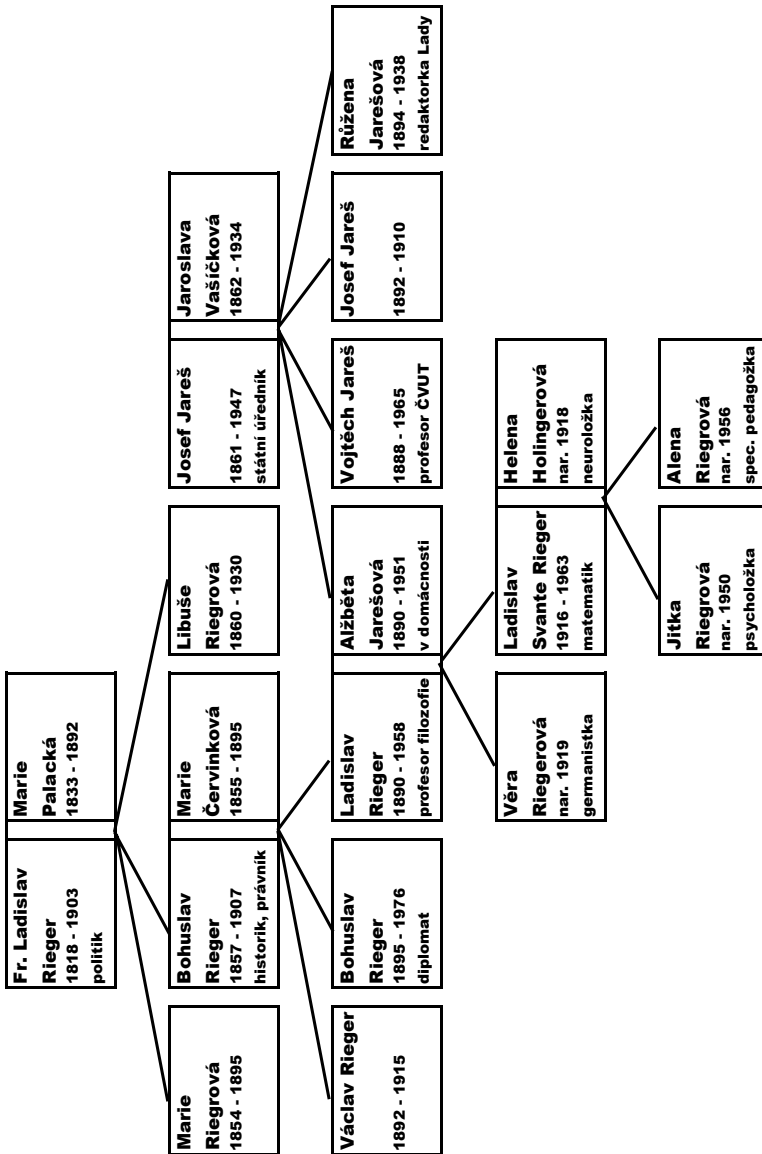 Fr. Ladislav
Rieger
1818 - 1903
politik
Marie
Palacká
1833 - 1892
Marie
Riegrová
1854 - 1895
Bohuslav
Rieger
1857 - 1907
historik, právník
Marie
Červinková
1855 - 1895
Libuše
Riegrová
1860 - 1930
Josef Jareš
1861 - 1947
státní úředník
Jaroslava
Vašíčková
1862 - 1934
Václav Rieger
1892 - 1915
Bohuslav
Rieger
1895 - 1976
diplomat
Ladislav
Rieger
1890 - 1958
profesor filozofie
Alžběta
Jarešová
1890 - 1951
v domácnosti
Vojtěch Jareš
1888 - 1965
profesor ČVUT
Josef Jareš
1892 - 1910
Růžena
Jarešová
1894 - 1938
redaktorka Lady
Věra
Riegerová
nar. 1919
germanistka
Ladislav
Svante Rieger
1916 - 1963
matematik
Helena
Holingerová
nar. 1918
neuroložka
Jitka
Riegrová
nar. 1950
psycholožka
Alena
Riegrová
nar. 1956
spec. pedagožka